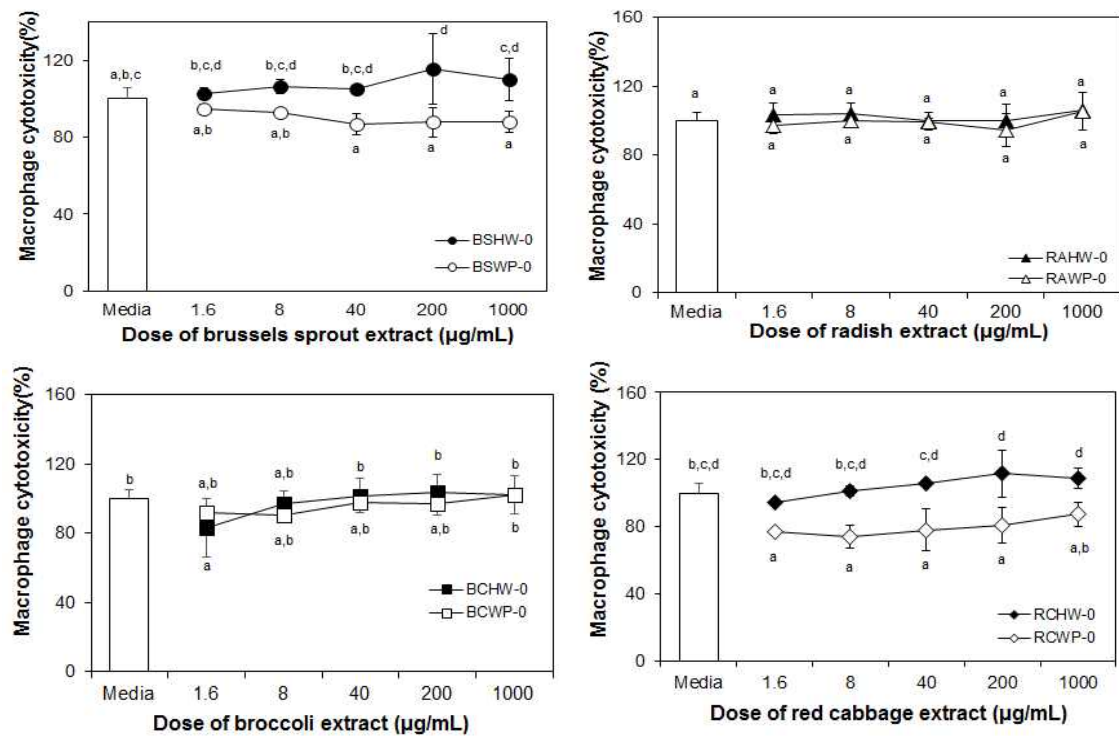 Macrophage cytotoxicity(%)
120
80
40
0
a,b,c
b,c,d
b,c,d
b,c,d
d
c,d
a,b
a,b
a
a
a
BSHW-0
BSWP-0
Media 1.6 8 40 200 1000
Dose of brussels sprout extract (μg/mL)
Macrophage cytotoxicity(%)
160
120
80
40
0
a
a
a
a
a
a
a
a
a
a
a
RAHW-0
RAWP-0
Media 1.6 8 40 200 1000
Dose of radish extract (μg/mL)
Macrophage cytotoxicity(%)
160
120
80
40
0
b
a,b
a,b
b
b
b
a
a,b
a,b
a,b
b
BCHW-0
BCWP-0
Media 1.6 8 40 200 1000
Dose of broccoli extract (μg/mL)
Macrophage cytotoxicity (%)
160
120
80
40
0
b,c,d
b,c,d
b,c,d
c,d
d
d
a
a
a
a
a,b
RCHW-0
RCWP-0
Media 1.6 8 40 200 1000
Dose of red cabbage extract (μg/mL)